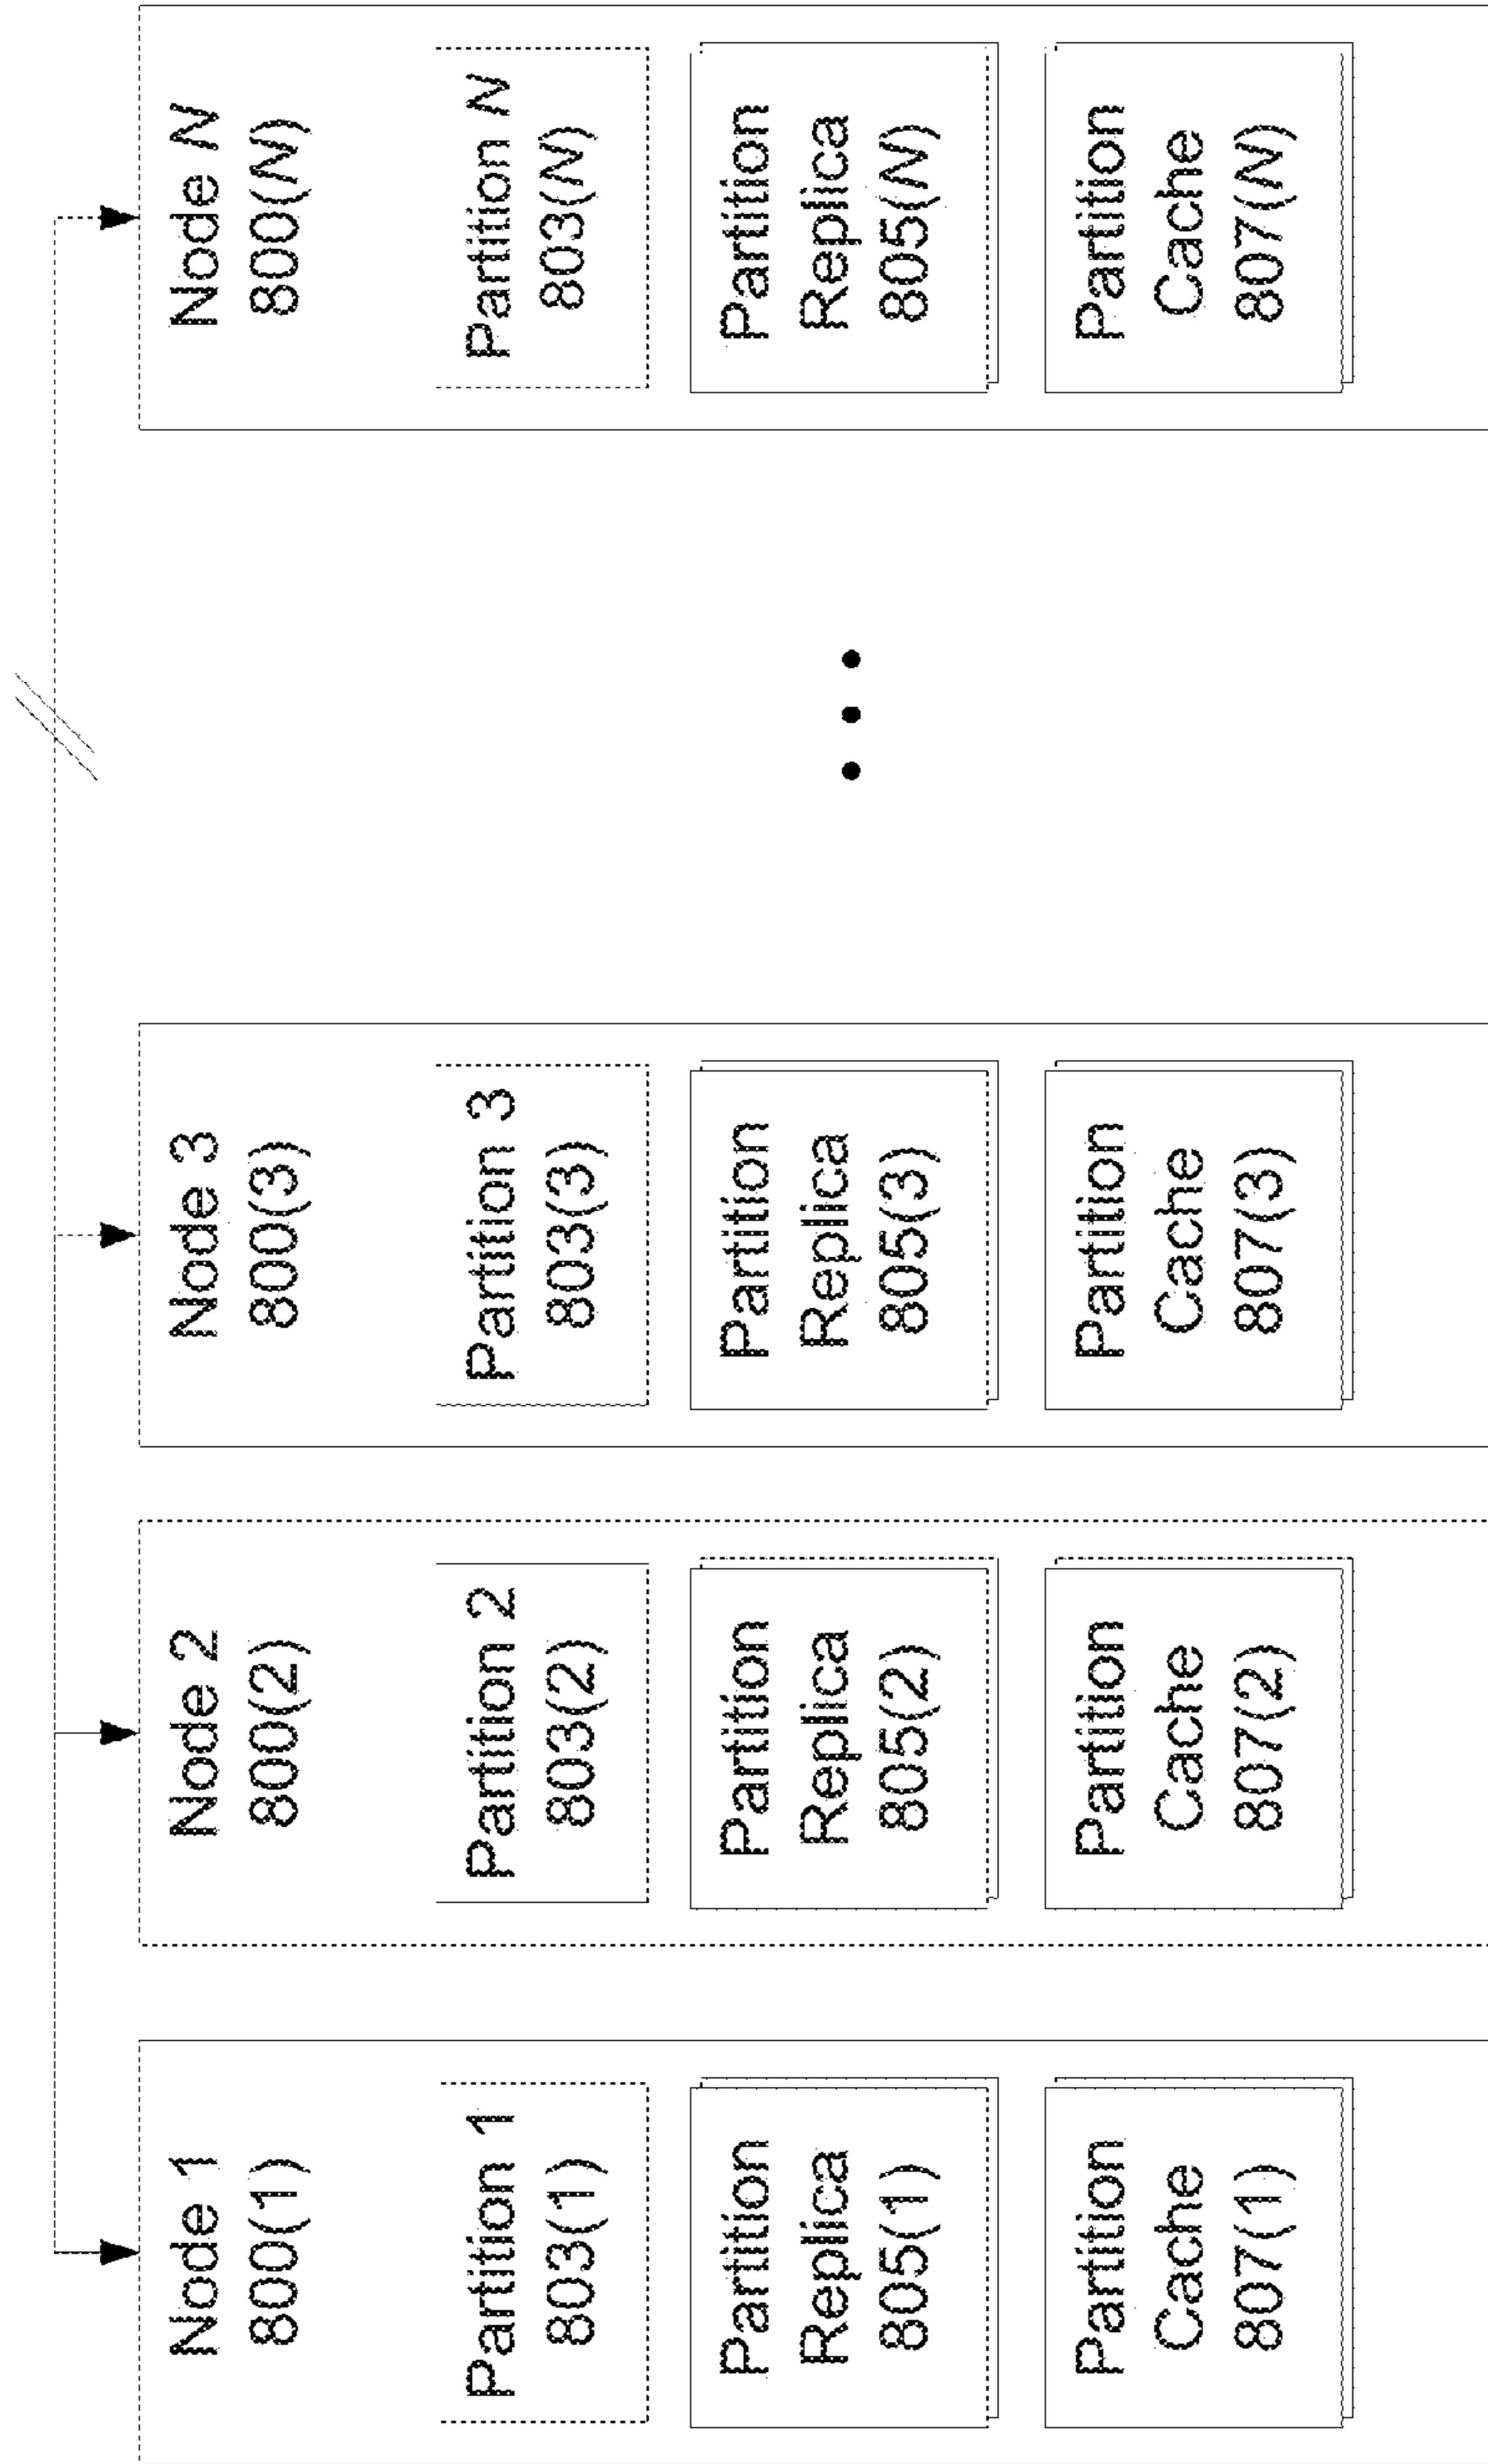 Node 1
800(1)
Partition 1
803(1)
Partition
Replica
805(1)
Partition
Cache
807(1)
Node 2
800(2)
Partition 2
803(2)
Partition
Replica
805(2)
Partition
Cache
807(2)
Node 3
800(3)
Partition 3
803(3)
Partition
Replica
805(3)
Partition
Cache
807(3)
Node N
800(N)
Partition N
803(N)
Partition
Replica
805(N)
Partition
Cache
807(N)